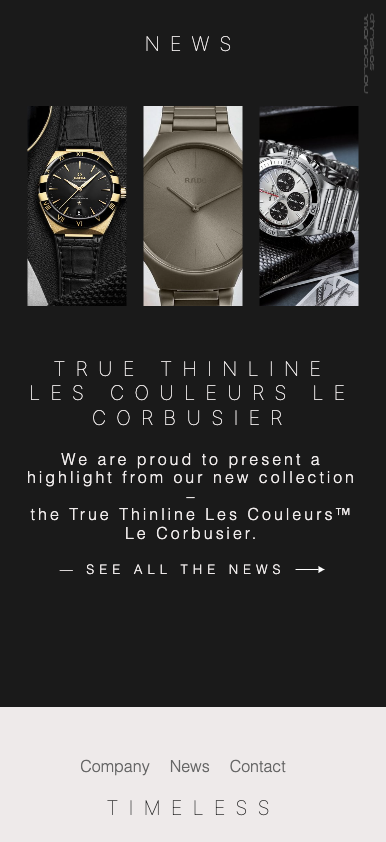 NEWS
RADO
TRUE THINLINE
LES COULEURS LE
CORBUSIER
We are proud to present a
highlight from our new collection
–
the True Thinline Les Couleurs™
Le Corbusier.
— SEE ALL THE NEWS →
Company News Contact
TIMELESS